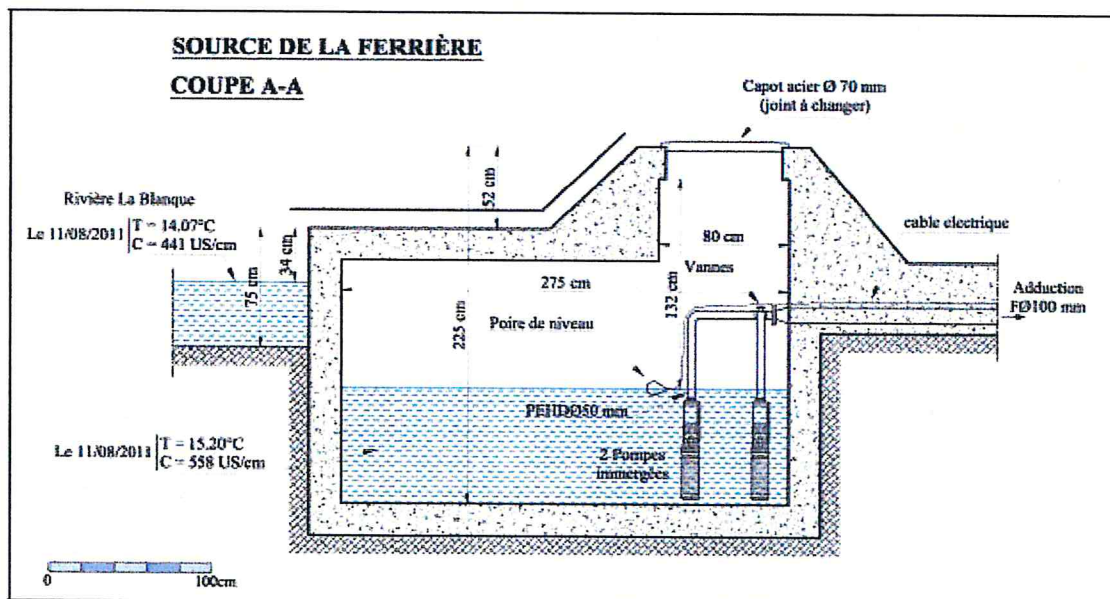 SOURCE DE LA FERRIÈRE
COUPE A-A
Capot acier Ø 70 mm
(joint à changer)
Rivière La Blanque
Le 11/08/2011
T = 14.07°C
C = 441 US/cm
52 cm
34 cm
75 cm
cable electrique
80 cm
Vannes
275 cm
132 cm
225 cm
Adduction
FØ100 mm
Poire de niveau
PEHDØ50 mm
Le 11/08/2011
T = 15.20°C
C = 558 US/cm
2 Pompes
immergées
0
100cm